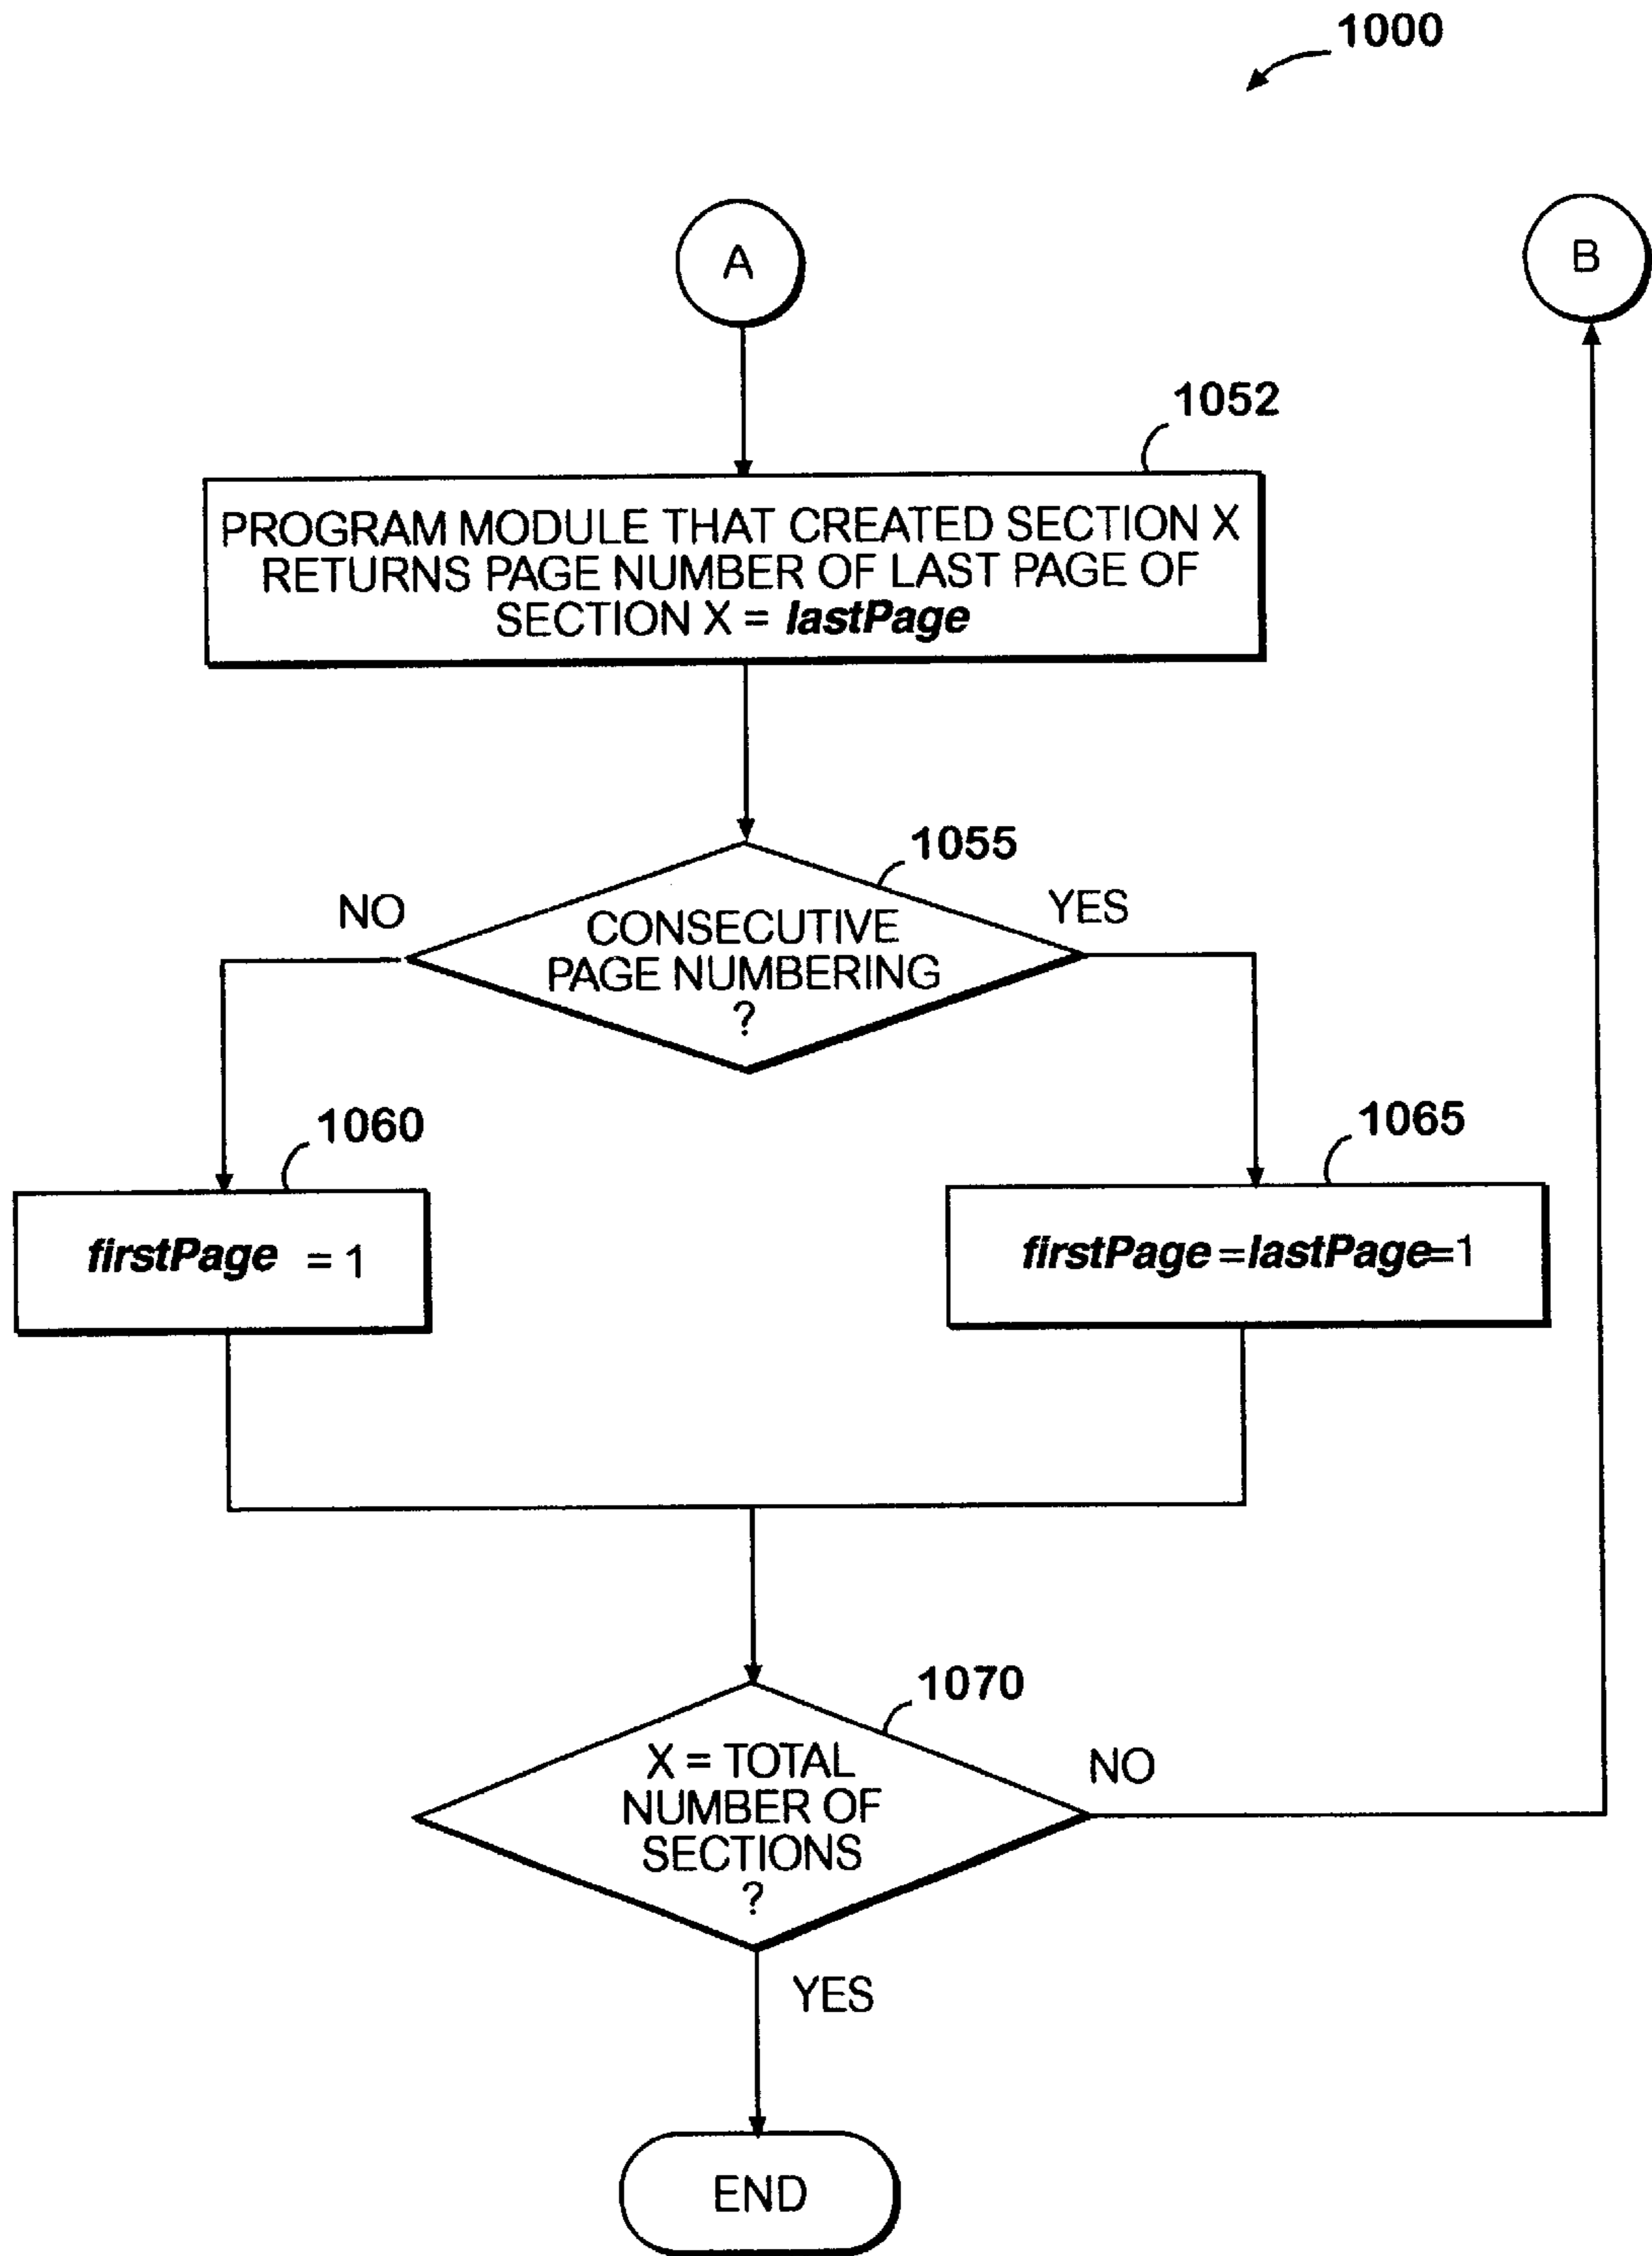 1000
A
B
1052
PROGRAM MODULE THAT CREATED SECTION X
RETURNS PAGE NUMBER OF LAST PAGE OF
SECTION X = lastPage
1055
NO
YES
CONSECUTIVE
PAGE NUMBERING
?
1060
1065
firstPage = 1
firstPage =lastPage=1
1070
X = TOTAL
NUMBER OF
SECTIONS
?
NO
YES
END